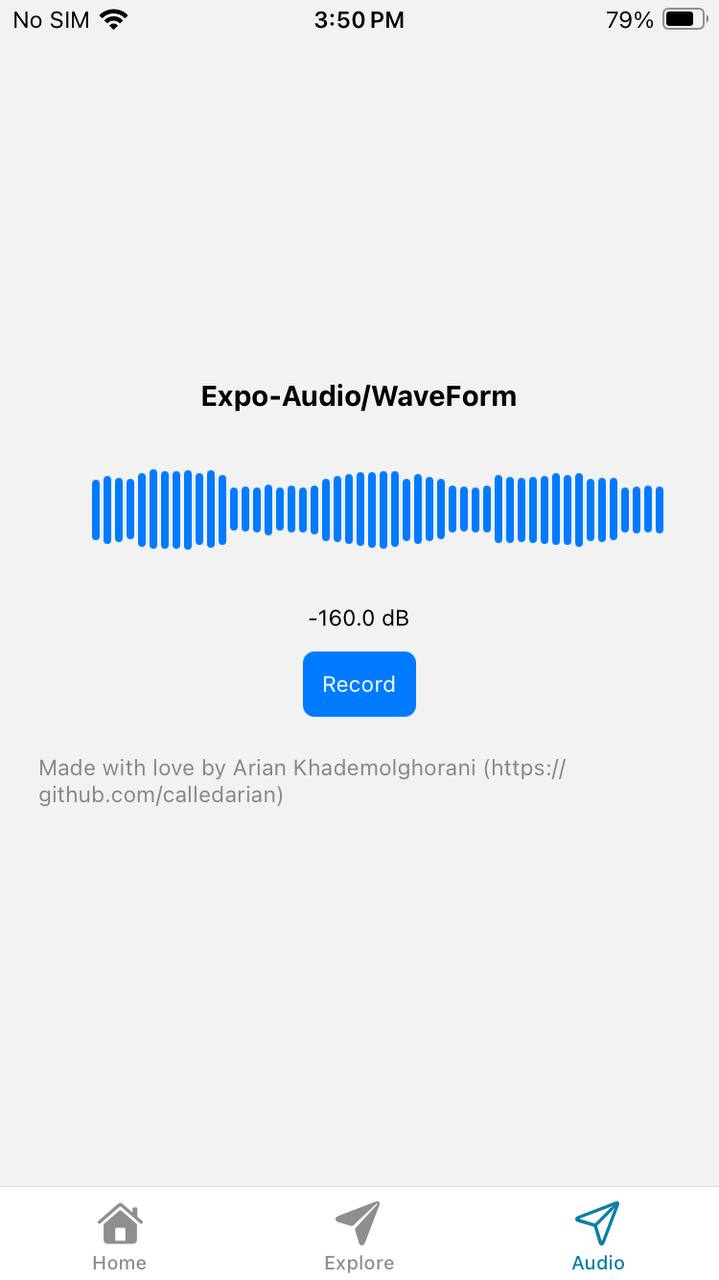 No SIM 3:50 PM 79%
Expo-Audio/WaveForm
-160.0 dB
Record
Made with love by Arian Khademolghorani (https://
github.com/calledarian)
Home Explore Audio